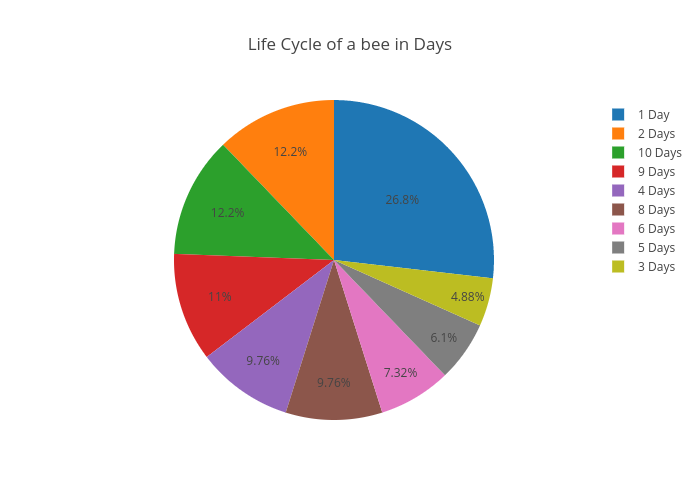 Life Cycle of a bee in Days
1 Day
2 Days
10 Days
9 Days
4 Days
8 Days
6 Days
5 Days
3 Days
12.2%
26.8%
12.2%
11%
4.88%
6.1%
9.76%
7.32%
9.76%